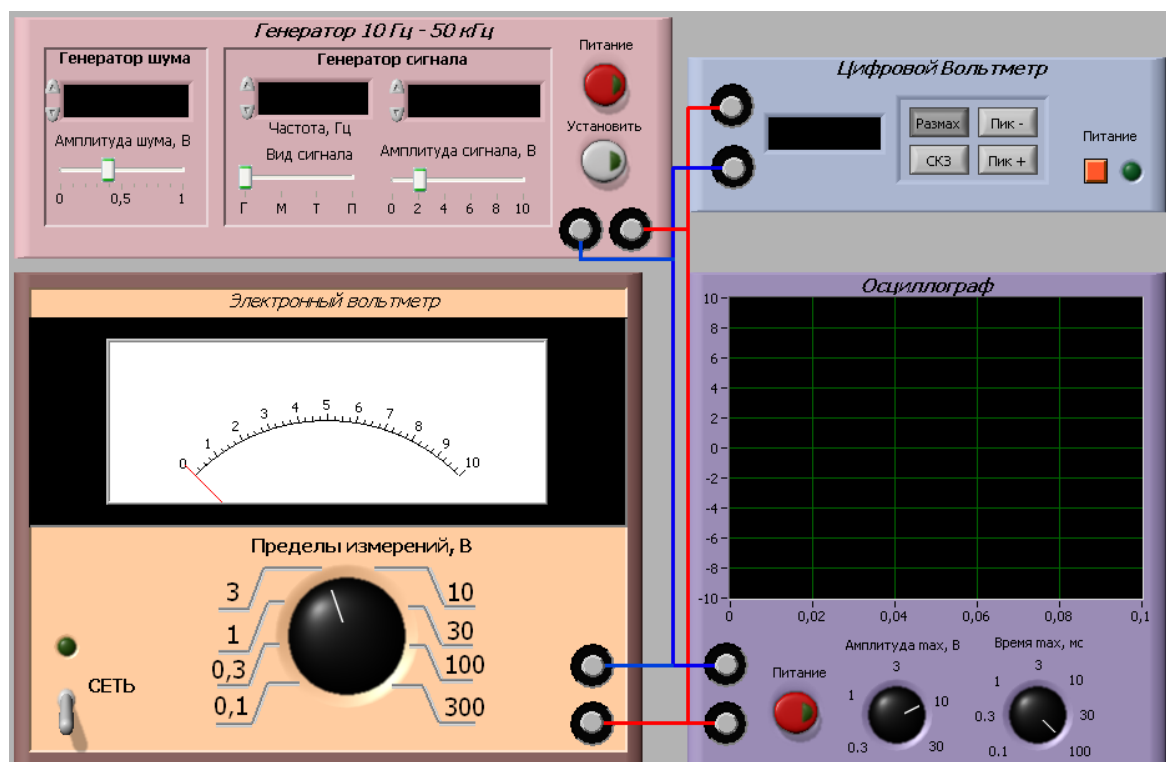 Генератор 10 Гц - 50 кГц
Генератор шума
Амплитуда шума, В
0 0,5 1
Генератор сигнала
Частота, Гц
Вид сигнала
Г М Т П
Амплитуда сигнала, В
0 2 4 6 8 10
Питание
Установить
Цифровой Вольтметр
Размах Пик -
СКЗ Пик +
Питание
Электронный вольтметр
0 1 2 3 4 5 6 7 8 9 10
Пределы измерений, В
3 10
1 30
0,3 100
0,1 300
СЕТЬ
Осциллограф
10
8
6
4
2
0
-2
-4
-6
-8
-10
0 0,02 0,04 0,06 0,08 0,1
Питание
Амплитуда max, В
3
1 10
0.3 30
Время max, мс
3
1 10
0.3 30
0.1 100